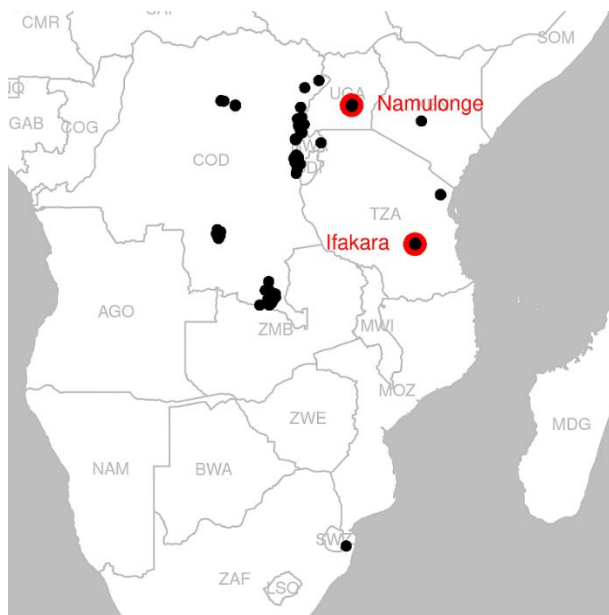 CMR
SOM
UGA
Namulonge
GAB
COG
COD
TZA
Ifakara
AGO
ZMB
MWI
MOZ
ZWE
MDG
NAM
BWA
SWZ
ZAF
LSO